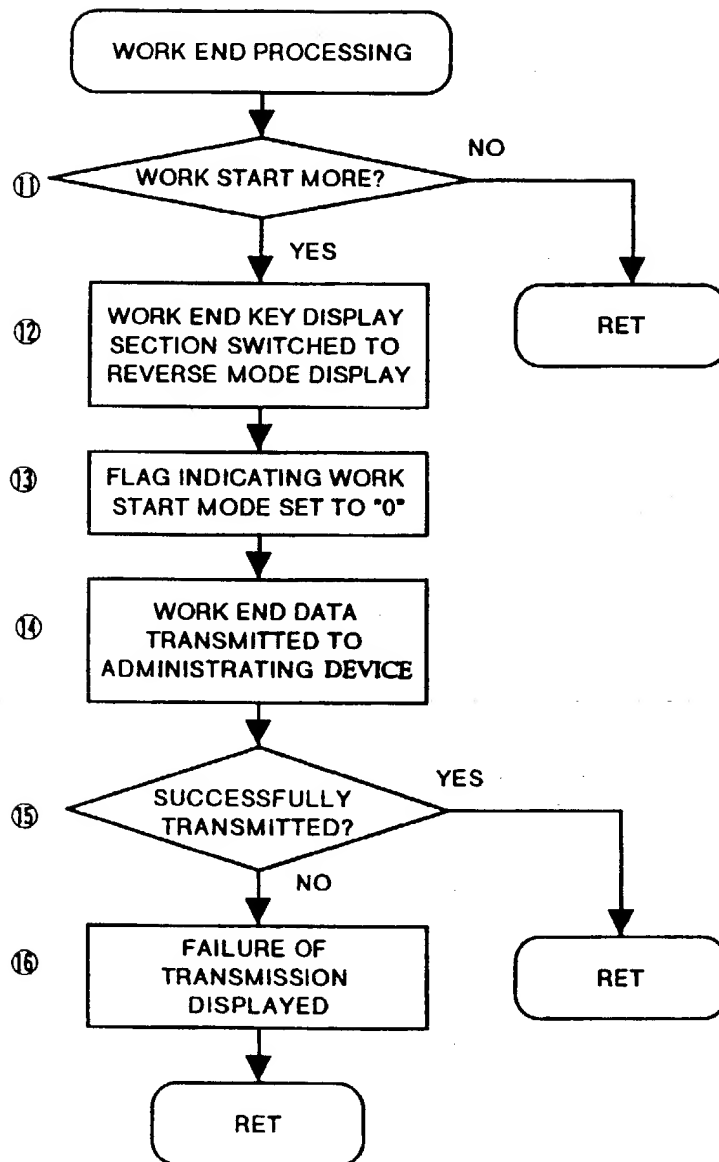 WORK END PROCESSING
⑪
WORK START MORE?
NO
YES
RET
⑫
WORK END KEY DISPLAY
SECTION SWITCHED TO
REVERSE MODE DISPLAY
⑬
FLAG INDICATING WORK
START MODE SET TO "0"
⑭
WORK END DATA
TRANSMITTED TO
ADMINISTRATING DEVICE
⑮
SUCCESSFULLY
TRANSMITTED?
YES
NO
RET
⑯
FAILURE OF
TRANSMISSION
DISPLAYED
RET